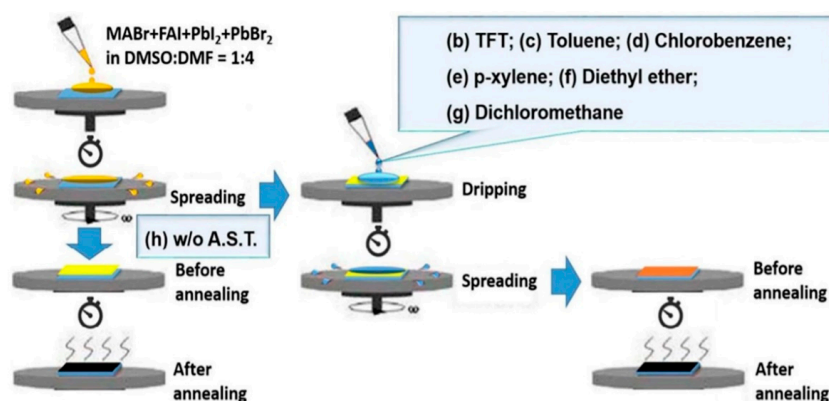 MABr+FAI+PbI₂+PbBr₂
in DMSO:DMF = 1:4
(b) TFT; (c) Toluene; (d) Chlorobenzene;
(e) p-xylene; (f) Diethyl ether;
(g) Dichloromethane
Spreading
ω
Dripping
(h) w/o A.S.T.
Before
annealing
Spreading
ω
Before
annealing
After
annealing
After
annealing